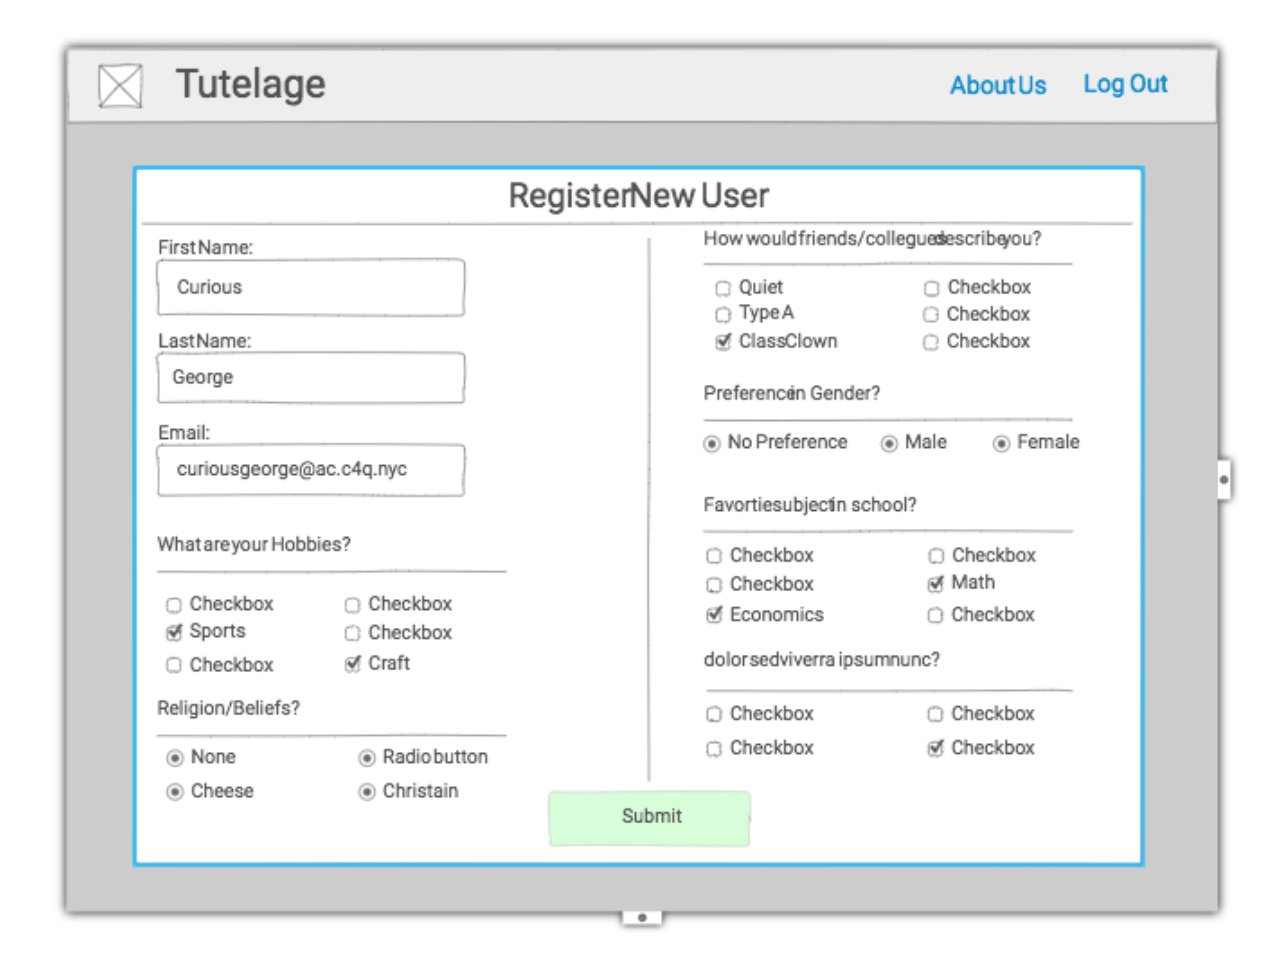 Tutelage
About Us
Log Out
Register New User
First Name:
Curious
Last Name:
George
Email:
curiousgeorge@ac.c4q.nyc
What are your Hobbies?
Checkbox
Checkbox
Sports
Checkbox
Checkbox
Craft
Religion/Beliefs?
None
Radio button
Cheese
Christain
How would friends/collegues describe you?
Quiet
Checkbox
Type A
Checkbox
Class Clown
Checkbox
Preference in Gender?
No Preference
Male
Female
Favortie subject in school?
Checkbox
Checkbox
Checkbox
Math
Economics
Checkbox
dolor sed viverra ipsum nunc?
Checkbox
Checkbox
Checkbox
Checkbox
Submit